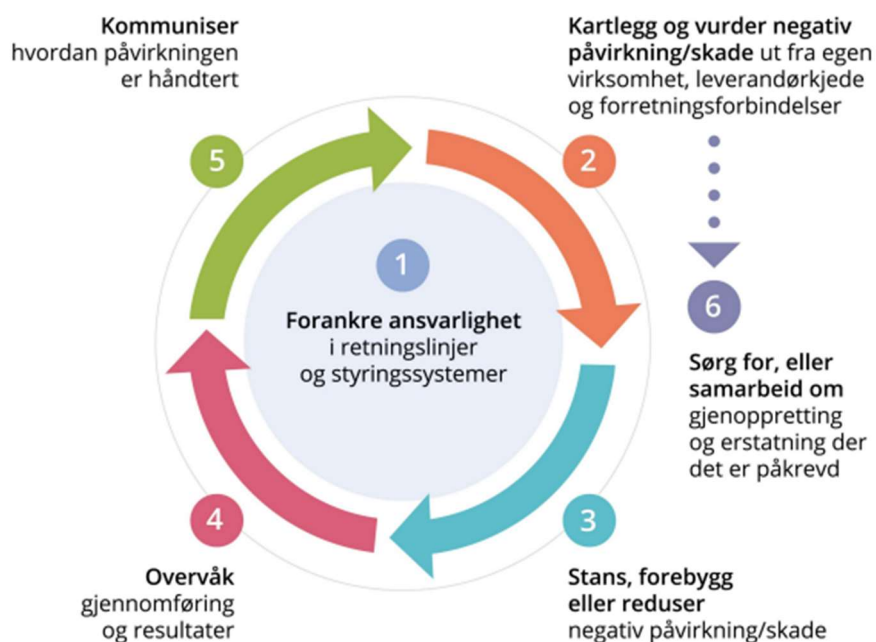 Kommuniser
hvordan påvirkningen
er håndtert
5
Kartlegg og vurder negativ
påvirkning/skade ut fra egen
virksomhet, leverandørkjede
og forretningsforbindelser
2
1
Forankre ansvarlighet
i retningslinjer
og styringssystemer
6
Sørg for, eller
samarbeid om
gjenoppretting
og erstatning der
det er påkrevd
4
Overvåk
gjennomføring
og resultater
3
Stans, forebygg
eller reduser
negativ påvirkning/skade